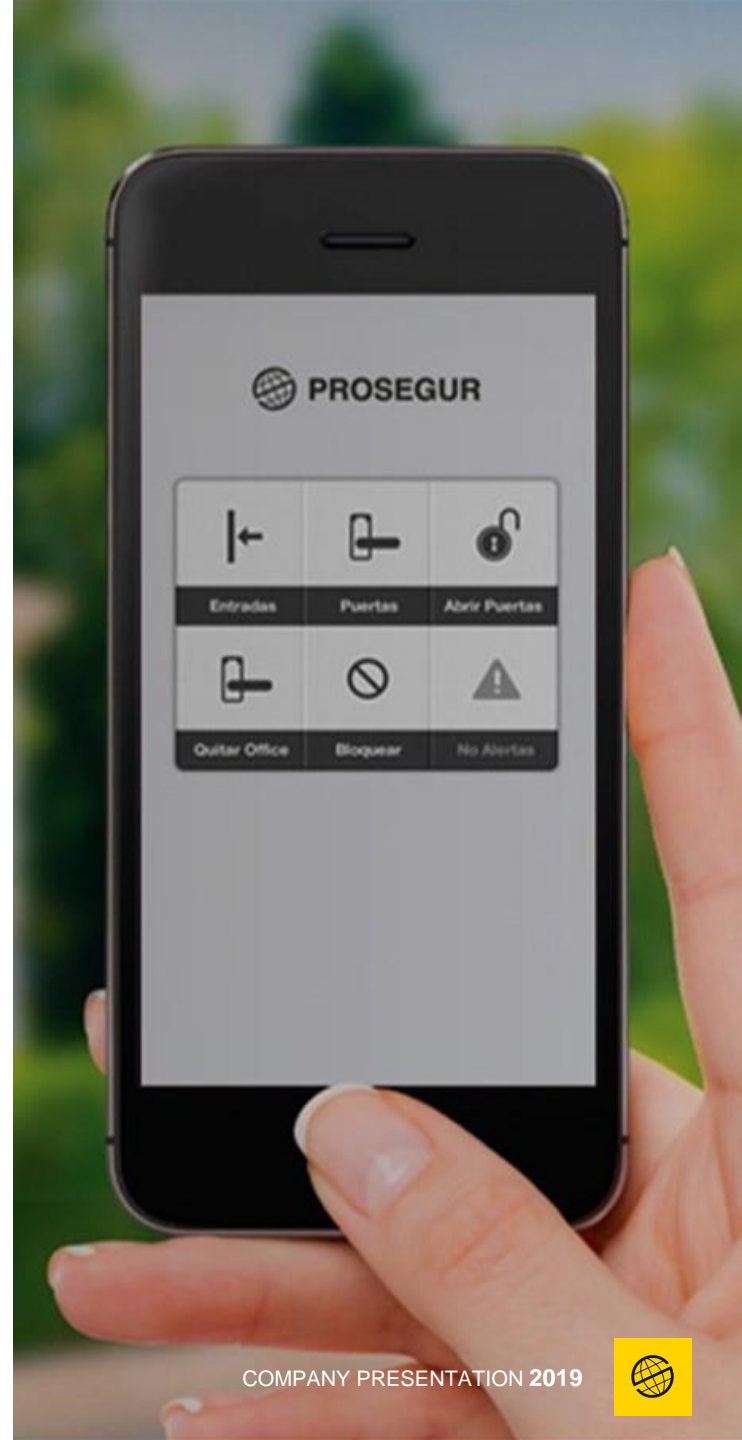 PROSEGUR
Entradas Puertas Abrir Puertas
Quitar Office Bloquear No Alertas
COMPANY PRESENTATION 2019